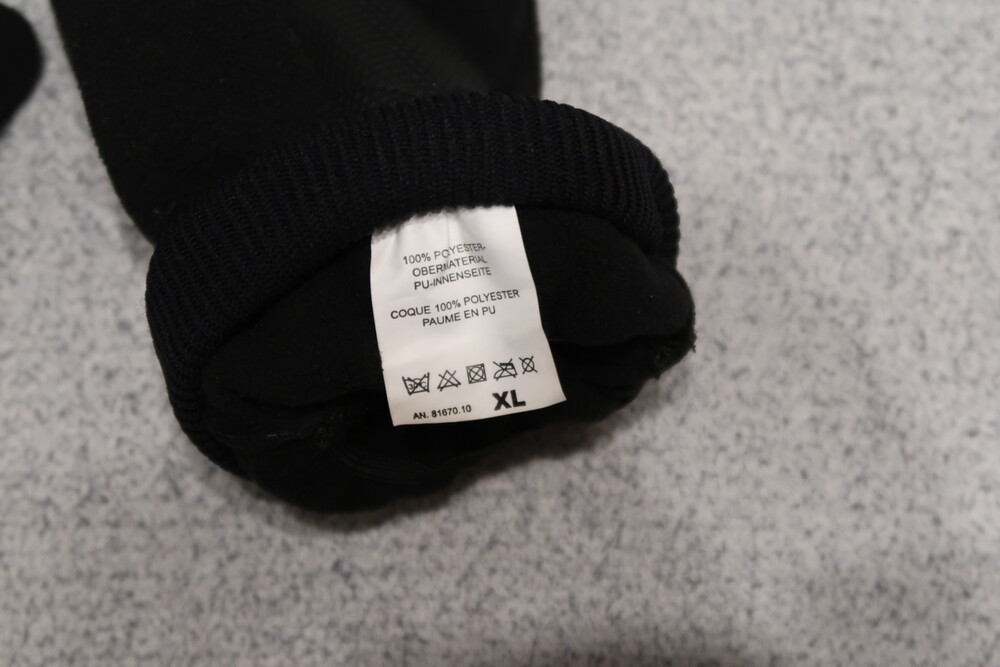 100% POLYESTER-
OBERMATERIAL
PU-INNENSEITE
COQUE 100% POLYESTER
PAUME EN PU
AN. 81670.10 XL